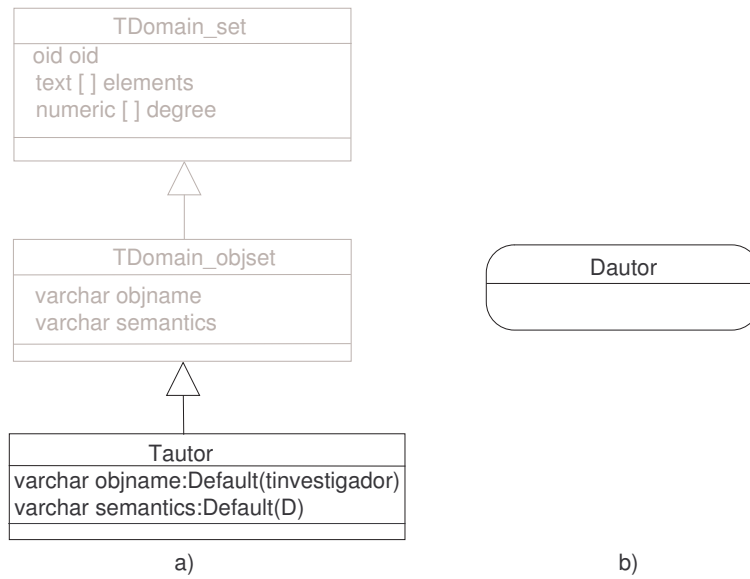 TDomain_set
oid oid
text [ ] elements
numeric [ ] degree
TDomain_objset
varchar objname
varchar semantics
Tautor
varchar objname:Default(tinvestigador)
varchar semantics:Default(D)
a)
Dautor
b)